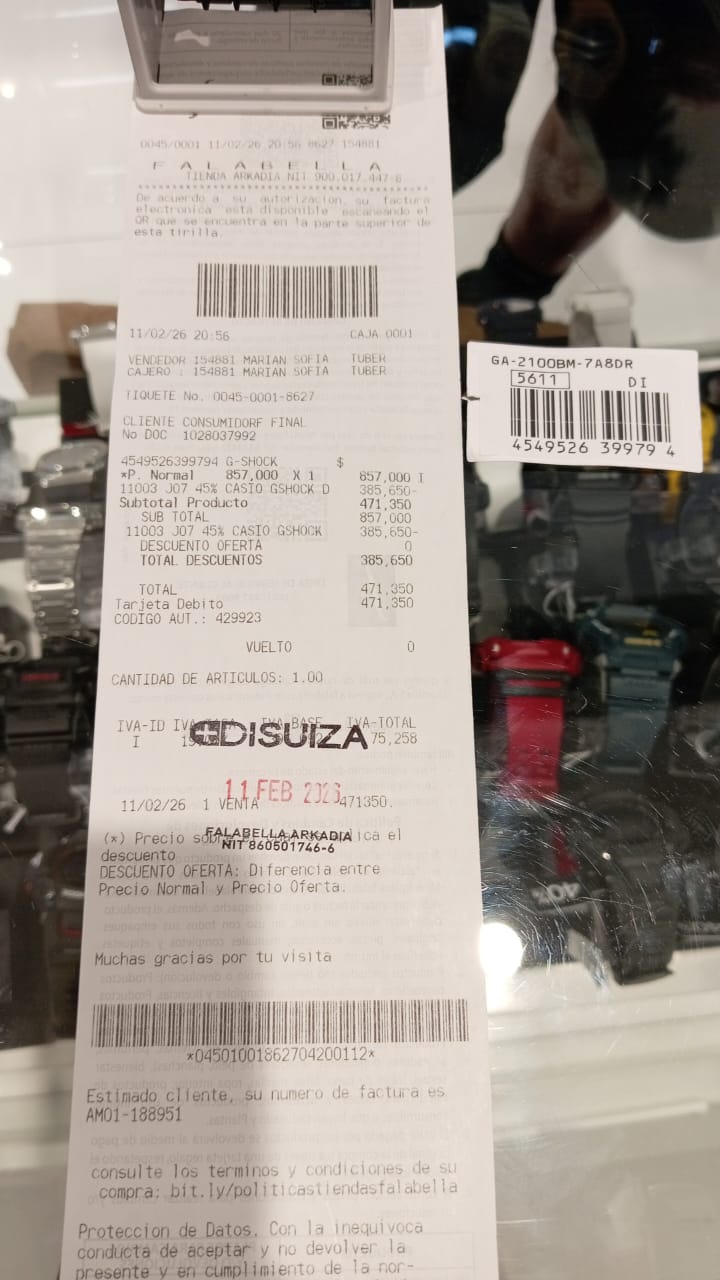 0045/0001 11/02/26 20:56 8627 154881
FALABELLA
TIENDA ARKADIA NIT 900.017.447-8
De acuerdo a su autorizacion, su factura
electronica esta disponible escaneando el
QR que se encuentra en la parte superior de
esta tirilla.
11/02/26 20:56 CAJA 0001
VENDEDOR 154881 MARIAN SOFIA TUBER
CAJERO : 154881 MARIAN SOFIA TUBER
TIQUETE No. 0045-0001-8627
CLIENTE CONSUMIDORF FINAL
No DOC 1028037992
4549526399794 G-SHOCK $
*P. Normal 857,000 X 1 857,000 I
11003 J07 45% CASIO GSHOCK D 385,650-
Subtotal Producto 471,350
SUB TOTAL 857,000
11003 J07 45% CASIO GSHOCK 385,650-
DESCUENTO OFERTA 0
TOTAL DESCUENTOS 385,650
TOTAL 471,350
Tarjeta Debito 471,350
CODIGO AUT.: 429923
VUELTO 0
CANTIDAD DE ARTICULOS: 1.00
IVA-ID IVA-BASE IVA-TOTAL
I 75,258
DISUIZA
11 FEB 2026
11/02/26 1 VENTA 471350.
FALABELLA ARKADIA
NIT 860501746-6
(*) Precio el
descuento
DESCUENTO OFERTA: Diferencia entre
Precio Normal y Precio Oferta.
Muchas gracias por tu visita
*04501001862704200112*
Estimado cliente, su numero de factura es
AM01-188951
consulte los terminos y condiciones de su
compra: bit.ly/politicastiendasfalabella
Proteccion de Datos. Con la inequivoca
conducta de aceptar y no devolver la
presente y en cumplimiento de la nor-
GA-2100BM-7A8DR
5611 DI
4549526 39979 4